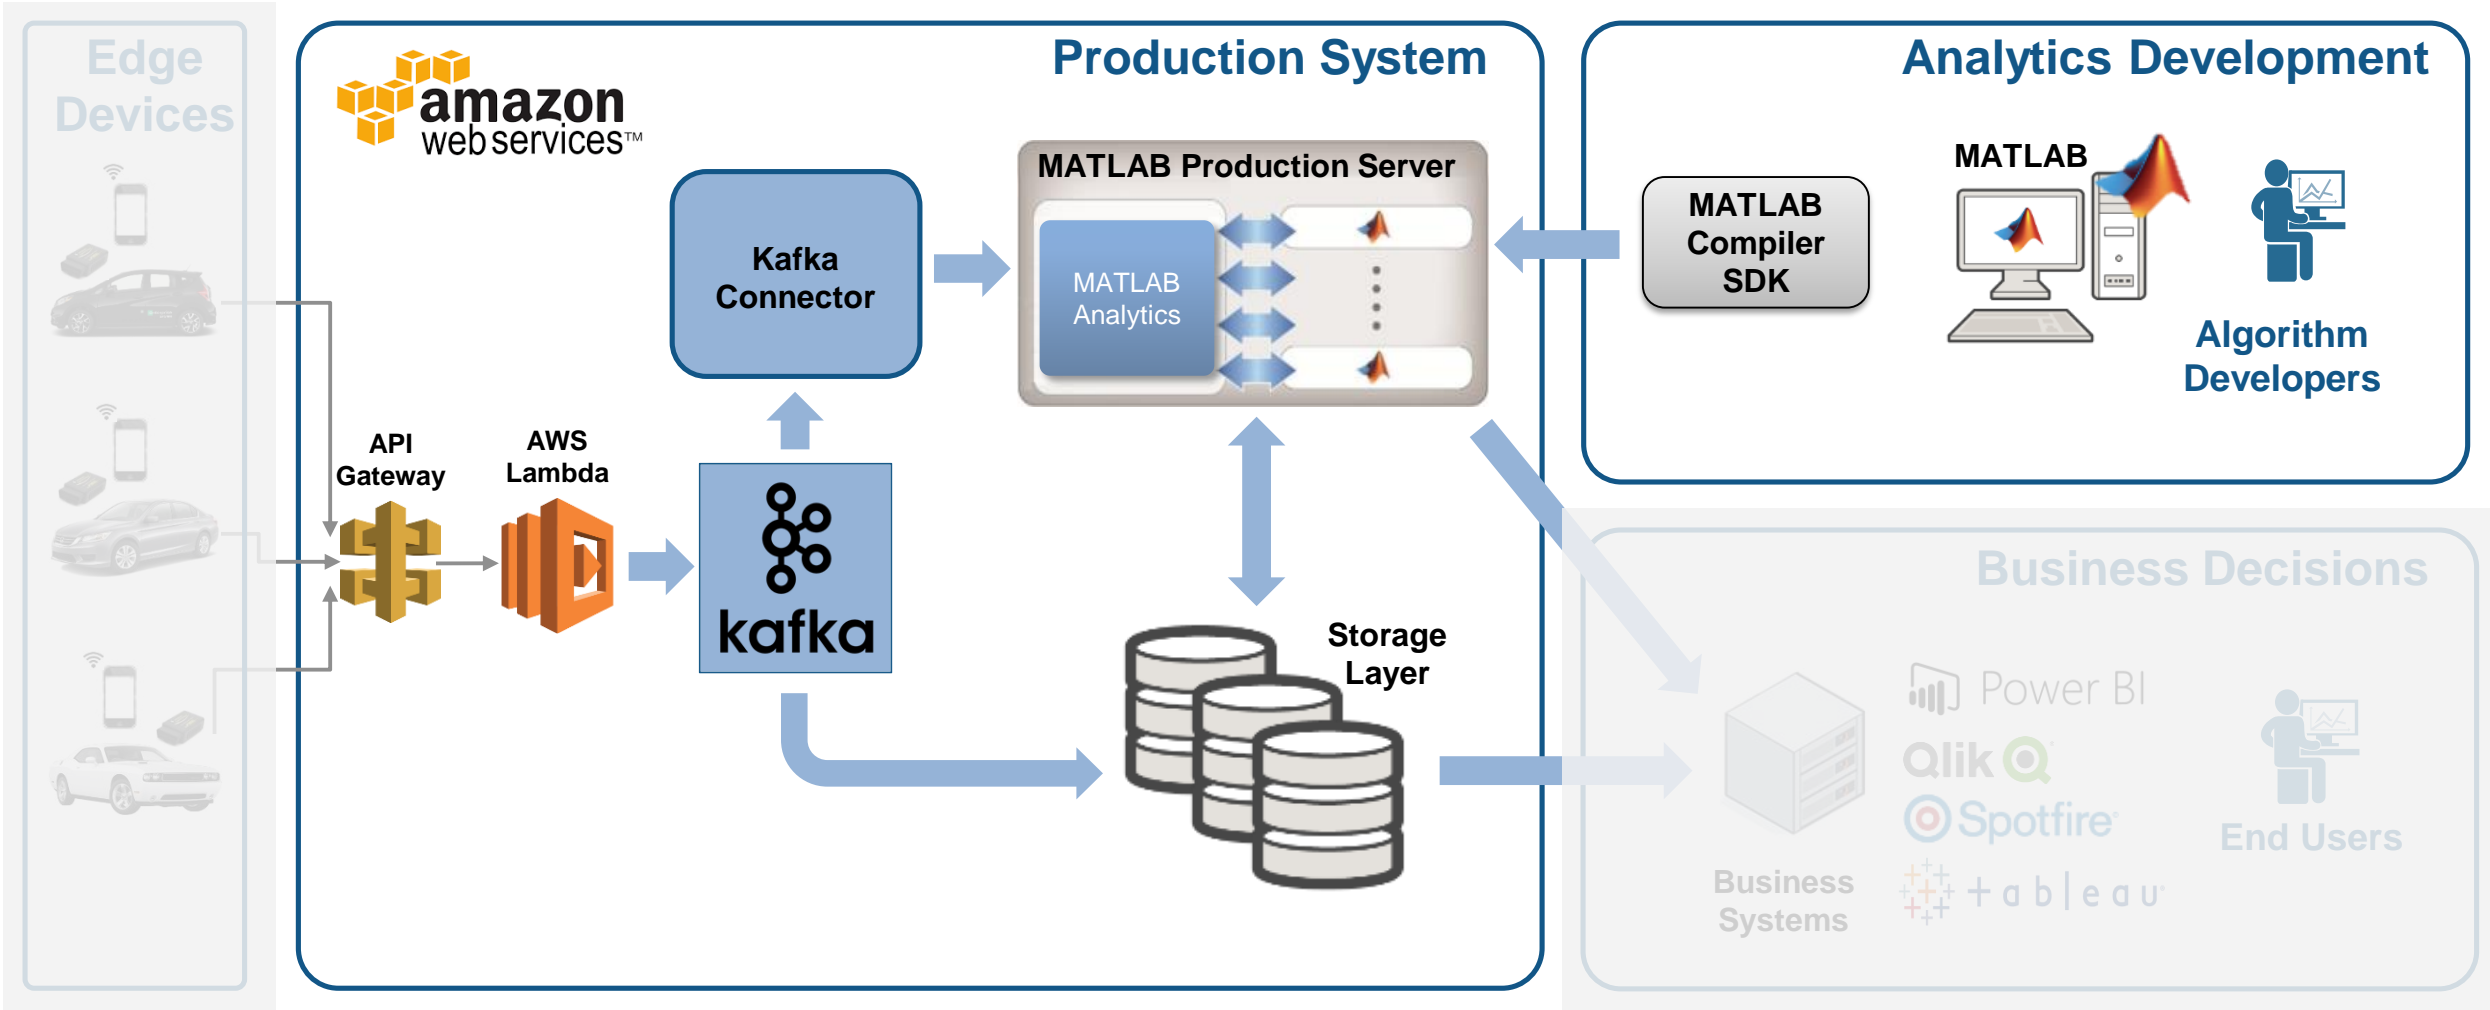 Edge
Devices
amazon
web services™
Production System
Kafka
Connector
MATLAB Production Server
MATLAB
Analytics
API
Gateway
AWS
Lambda
kafka
Storage
Layer
Analytics Development
MATLAB
Compiler
SDK
MATLAB
Algorithm
Developers
Business Decisions
Business
Systems
Power BI
Qlik
Spotfire
+ableau
End Users